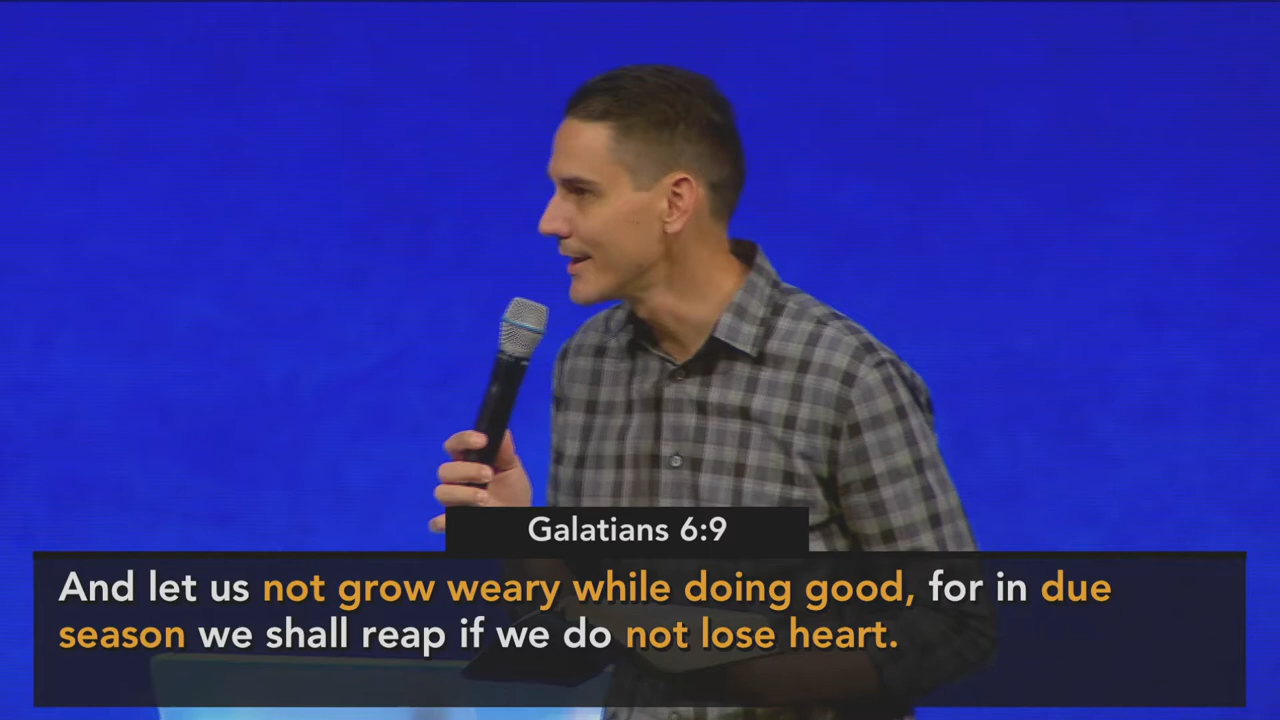 Galatians 6:9
And let us not grow weary while doing good, for in due
season we shall reap if we do not lose heart.